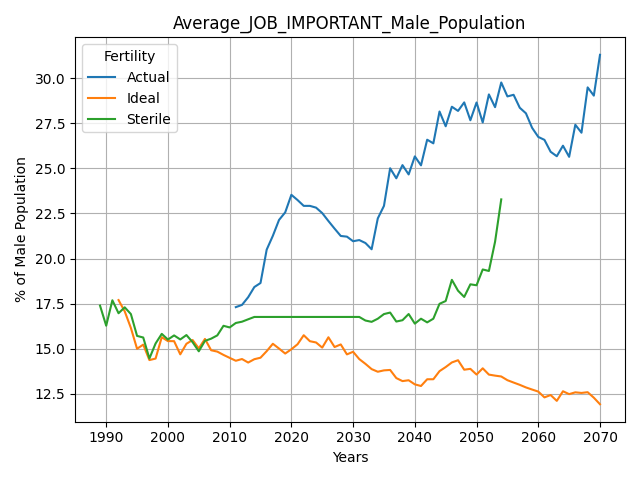 Average_JOB_IMPORTANT_Male_Population
Fertility
Actual
Ideal
Sterile
% of Male Population
30.0
27.5
25.0
22.5
20.0
17.5
15.0
12.5
1990 2000 2010 2020 2030 2040 2050 2060 2070
Years